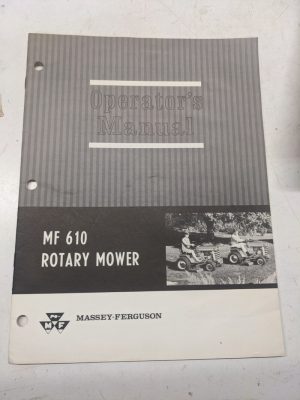 Operator's
Manual
MF 610
ROTARY MOWER
MF
MASSEY-FERGUSON